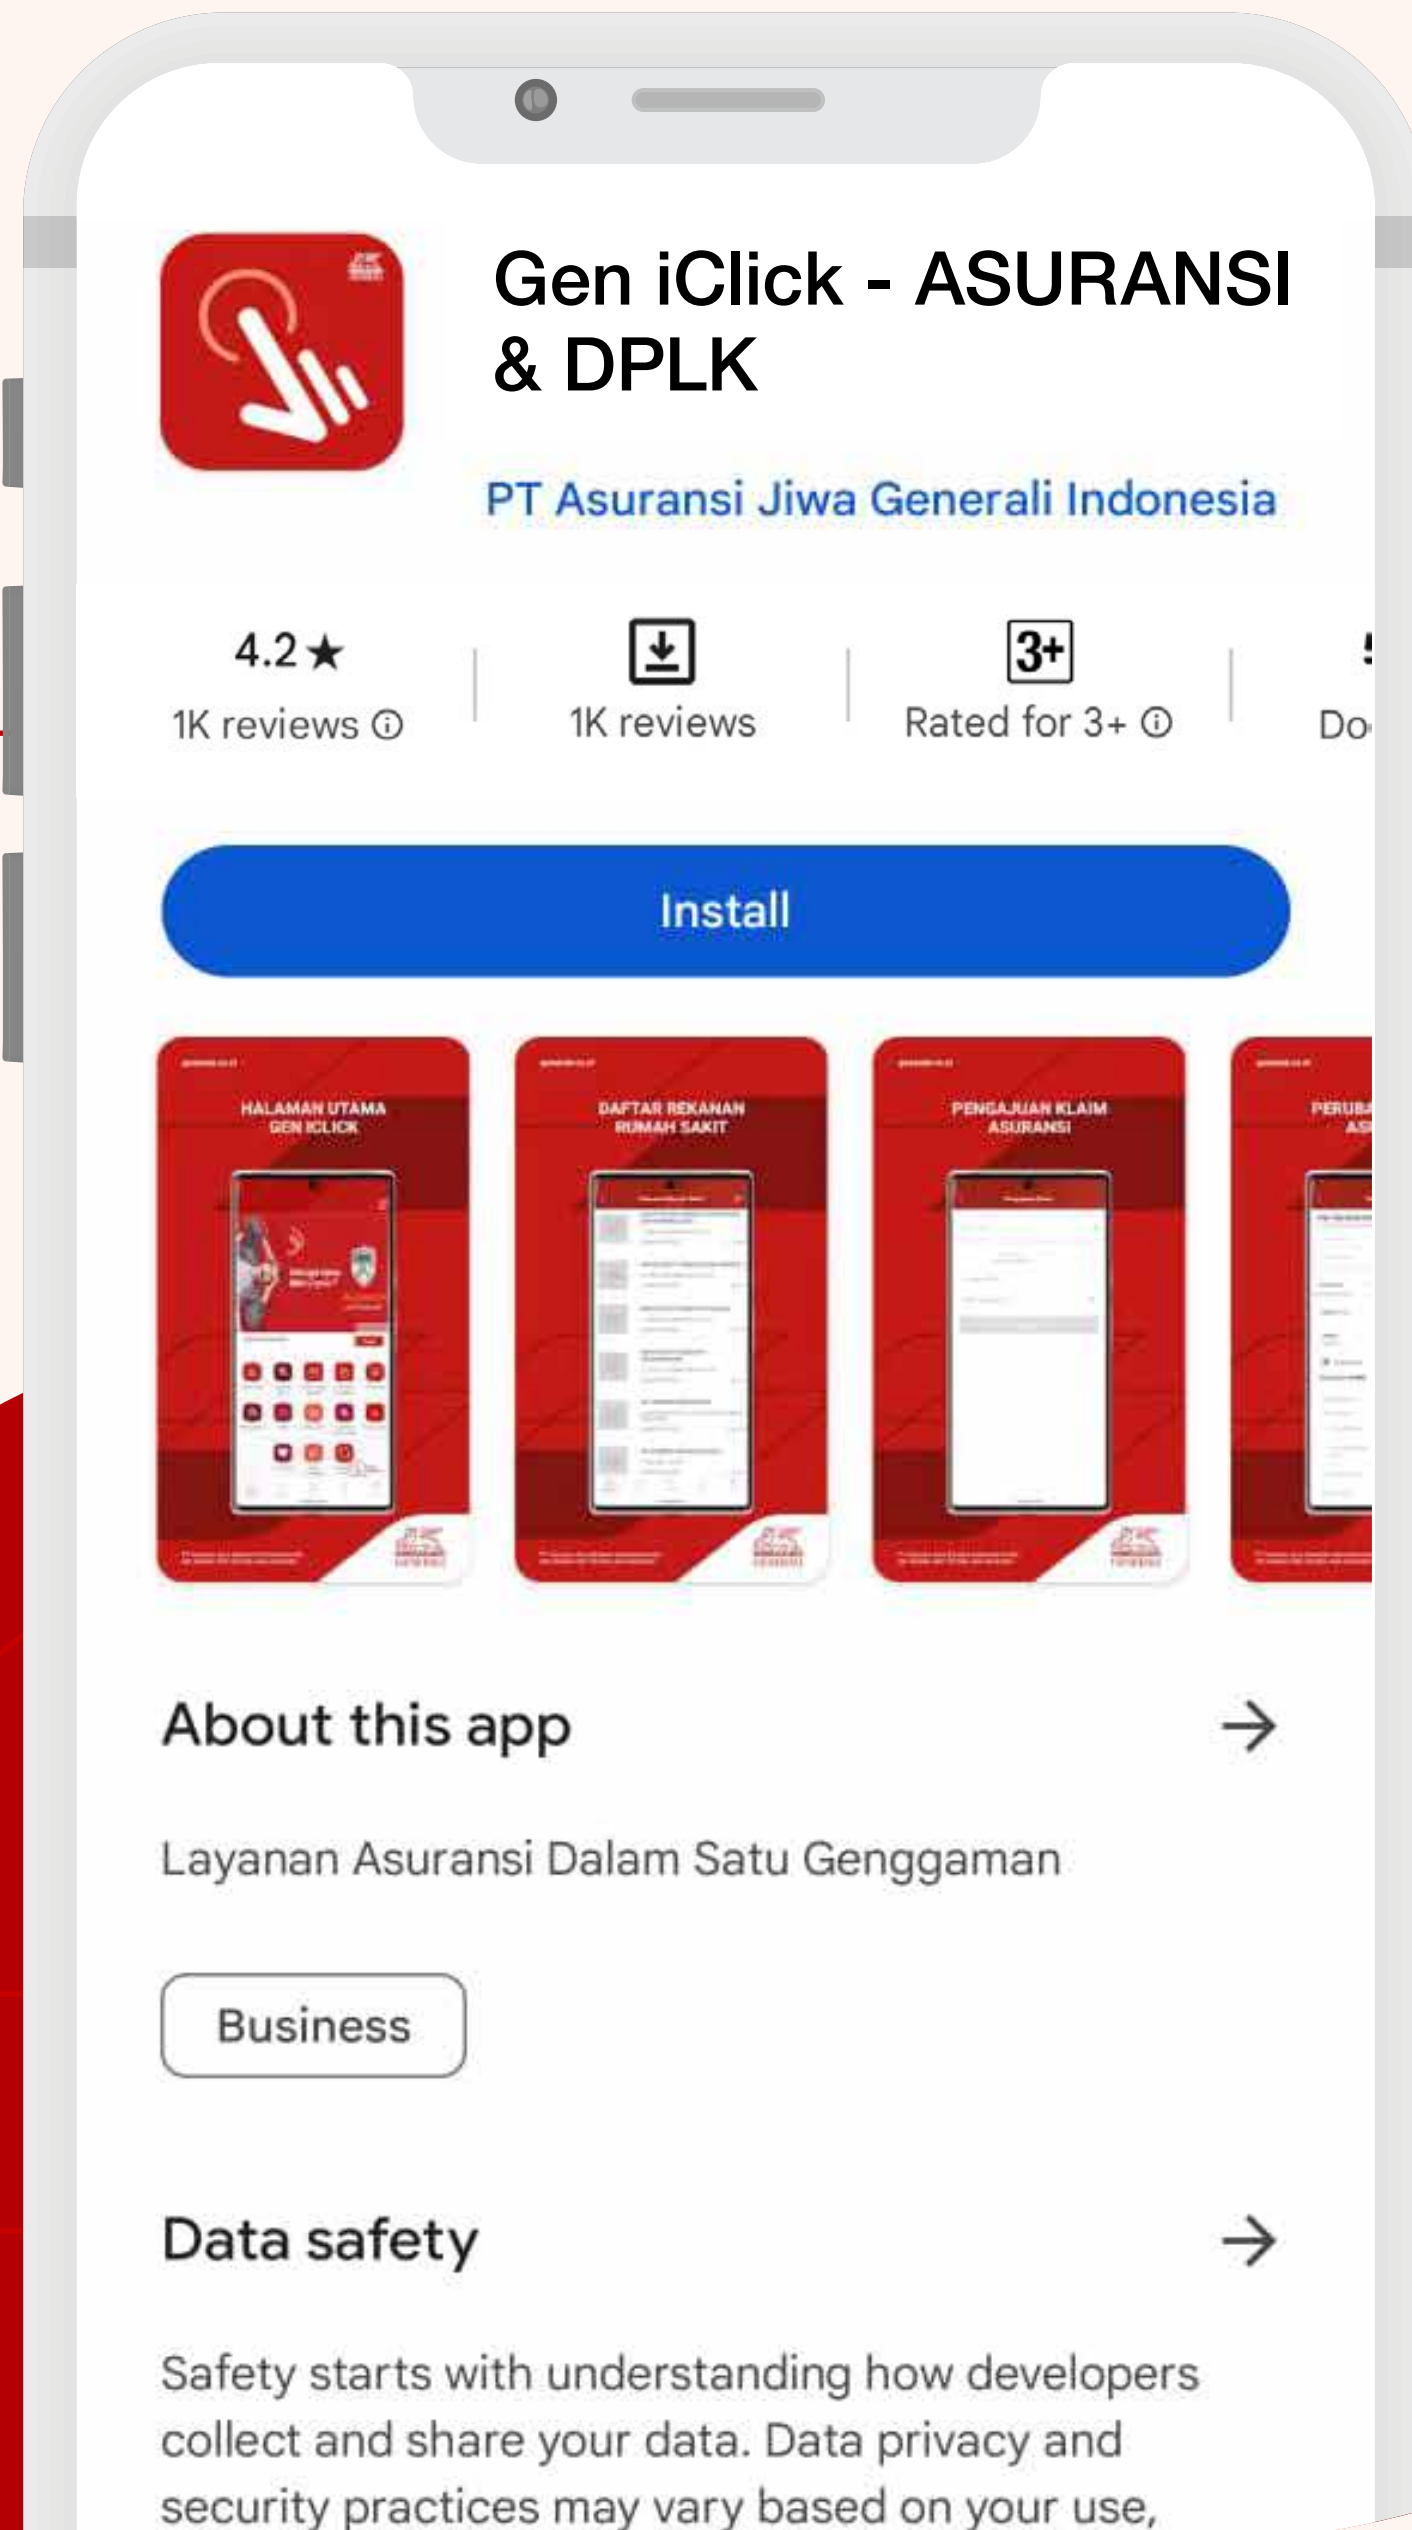 Gen iClick - ASURANSI
& DPLK
PT Asuransi Jiwa Generali Indonesia
4.2★
1K reviews
1K reviews
3+
Rated for 3+
Do
Install
HALAMAN UTAMA
GEN ICLICK
DAFTAR REKANAN
RUMAH SAKIT
PENGAJUAN KLAIM
ASURANSI
PERUBA
AS
About this app
Layanan Asuransi Dalam Satu Genggaman
Business
Data safety
Safety starts with understanding how developers
collect and share your data. Data privacy and
security practices may vary based on your use,